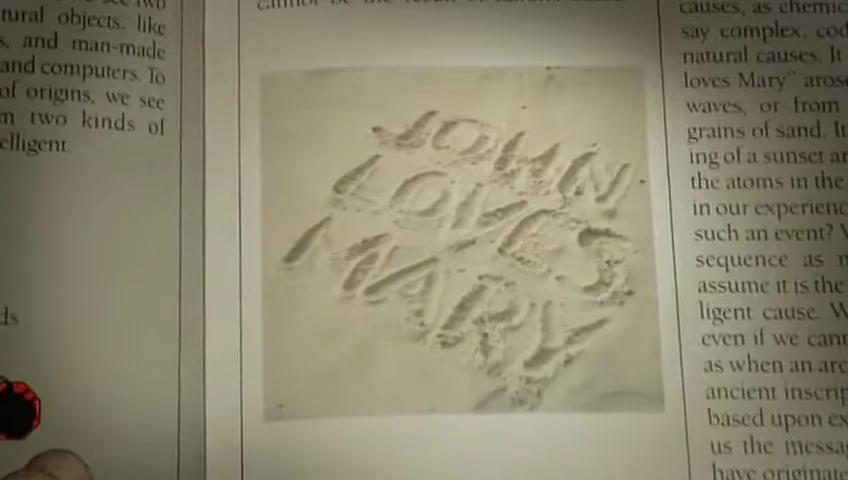 tural objects, like
s, and man-made
and computers. To
of origins, we see
m two kinds of
elligent
ds
JOHN
LOVES
MARY
causes, as chemic
say complex, cod
natural causes. It
loves Mary" arose
waves, or from
grains of sand. It
ing of a sunset ar
the atoms in the
in our experienc
such an event? W
sequence as m
assume it is the
ligent cause. W
even if we cann
as when an arc
ancient inscrip
based upon ex
us the messag
have originate